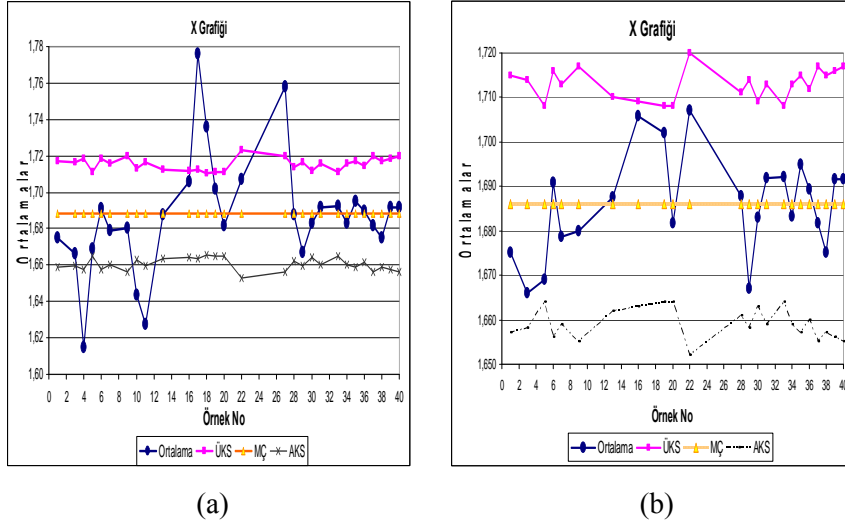 X Grafiği
1,78
1,76
1,74
1,72
1,70
1,68
1,66
1,64
1,62
1,60
Ortalamalar
0 2 4 6 8 10 12 14 16 18 20 22 24 26 28 30 32 34 36 38 40
Örnek No
Ortalama ÜKS MÇ AKS
(a)
X Grafiği
1,720
1,710
1,700
1,690
1,680
1,670
1,660
1,650
Ortalamalar
0 2 4 6 8 10 12 14 16 18 20 22 24 26 28 30 32 34 36 38 40
Örnek No
Ortalama ÜKS MÇ AKS
(b)